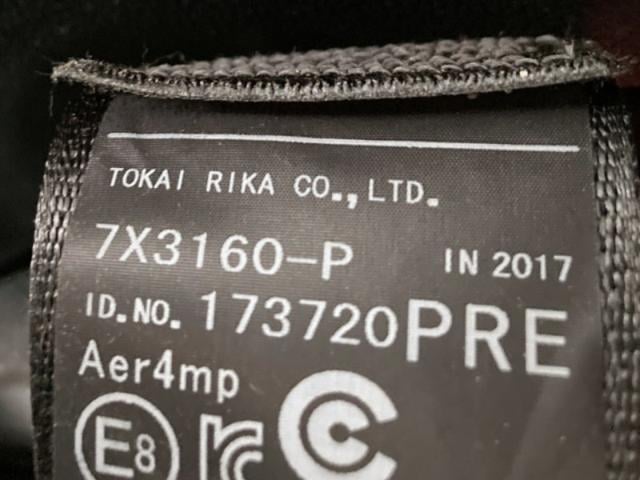 TOKAI RIKA CO.,LTD.
7X3160-P IN 2017
ID.NO. 173720PRE
Aer4mp
E8